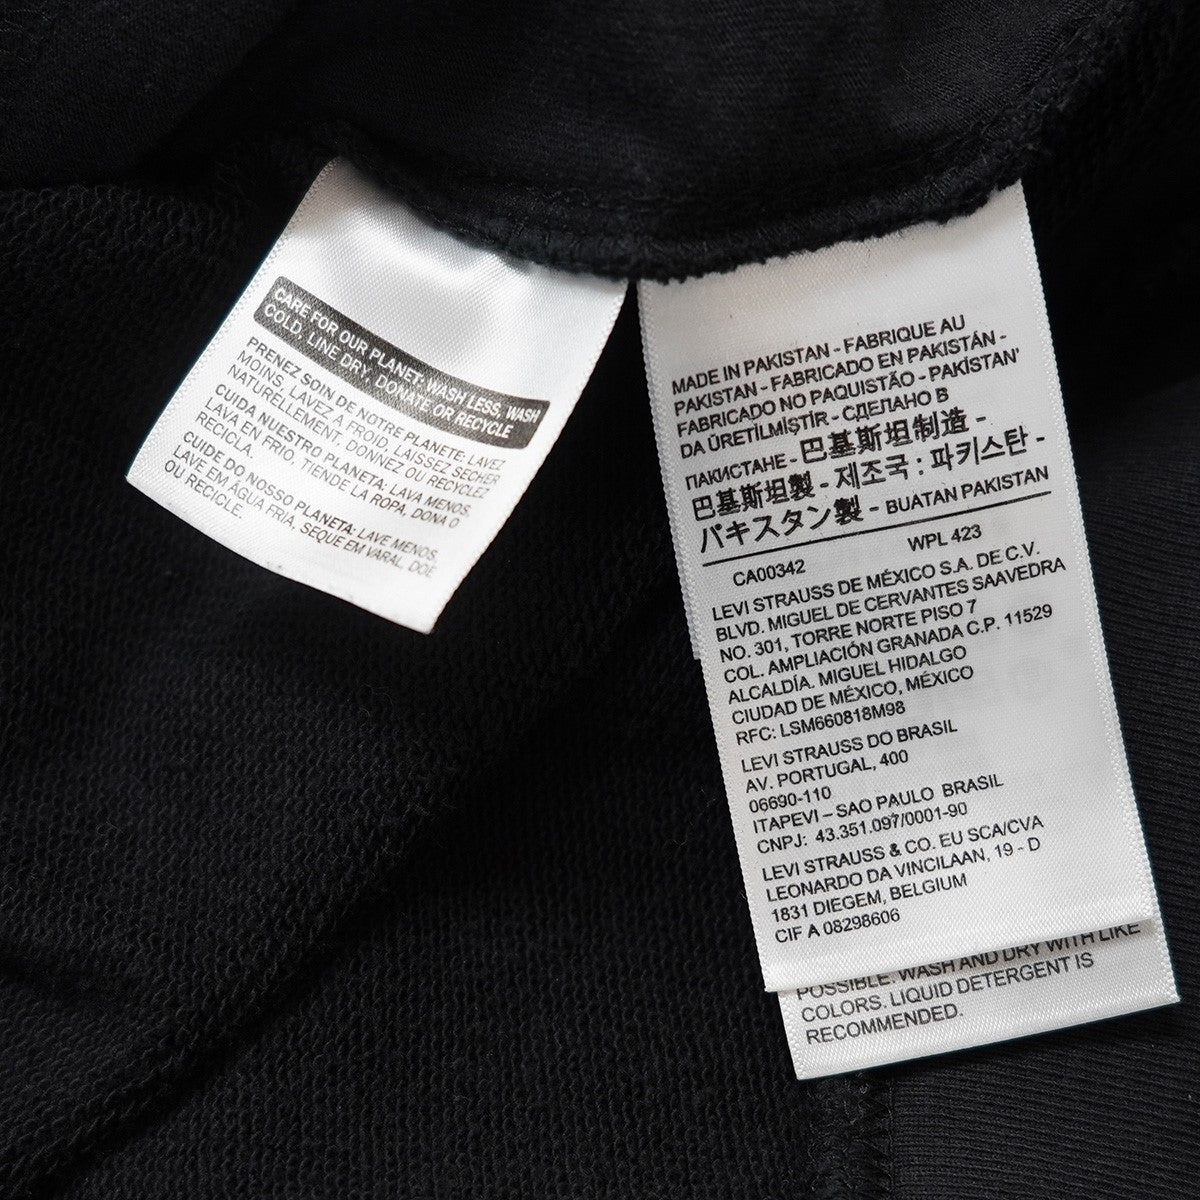 CARE FOR OUR PLANET: WASH LESS, WASH
COLD, LINE DRY, DONATE OR RECYCLE
PRENEZ SOIN DE NOTRE PLANETE: LAVEZ
MOINS, LAVEZ À FROID, LAISSEZ SECHER
NATURELLEMENT, DONNEZ OU RECYCLEZ
CUIDA NUESTRO PLANETA: LAVA MENOS,
LAVA EN FRIO, TIENDE LA ROPA, DONA O
RECICLA.
CUIDE DO NOSSO PLANETA: LAVE MENOS,
LAVE EM ÁGUA FRIA, SEQUE EM VARAL, DOE
OU RECICLE.
MADE IN PAKISTAN - FABRIQUE AU
PAKISTAN - FABRICADO EN PAKISTÁN -
FABRICADO NO PAQUISTÃO - PAKİSTAN'
DA ÜRETİLMİŞTİR - СДЕЛАНО В
ПАКИСТАНЕ - 巴基斯坦制造 -
巴基斯坦製 - 제조국 : 파키스탄 -
パキスタン製 - BUATAN PAKISTAN
CA00342 WPL 423
LEVI STRAUSS DE MÉXICO S.A. DE C.V.
BLVD. MIGUEL DE CERVANTES SAAVEDRA
NO. 301, TORRE NORTE PISO 7
COL. AMPLIACIÓN GRANADA C.P. 11529
ALCALDÍA. MIGUEL HIDALGO
CIUDAD DE MÉXICO, MÉXICO
RFC: LSM660818M98
LEVI STRAUSS DO BRASIL
AV. PORTUGAL, 400
06690-110
ITAPEVI – SAO PAULO BRASIL
CNPJ: 43.351.097/0001-90
LEVI STRAUSS & CO. EU SCA/CVA
LEONARDO DA VINCILAAN, 19 - D
1831 DIEGEM, BELGIUM
CIF A 08298606
POSSIBLE. WASH AND DRY WITH LIKE
COLORS. LIQUID DETERGENT IS
RECOMMENDED.